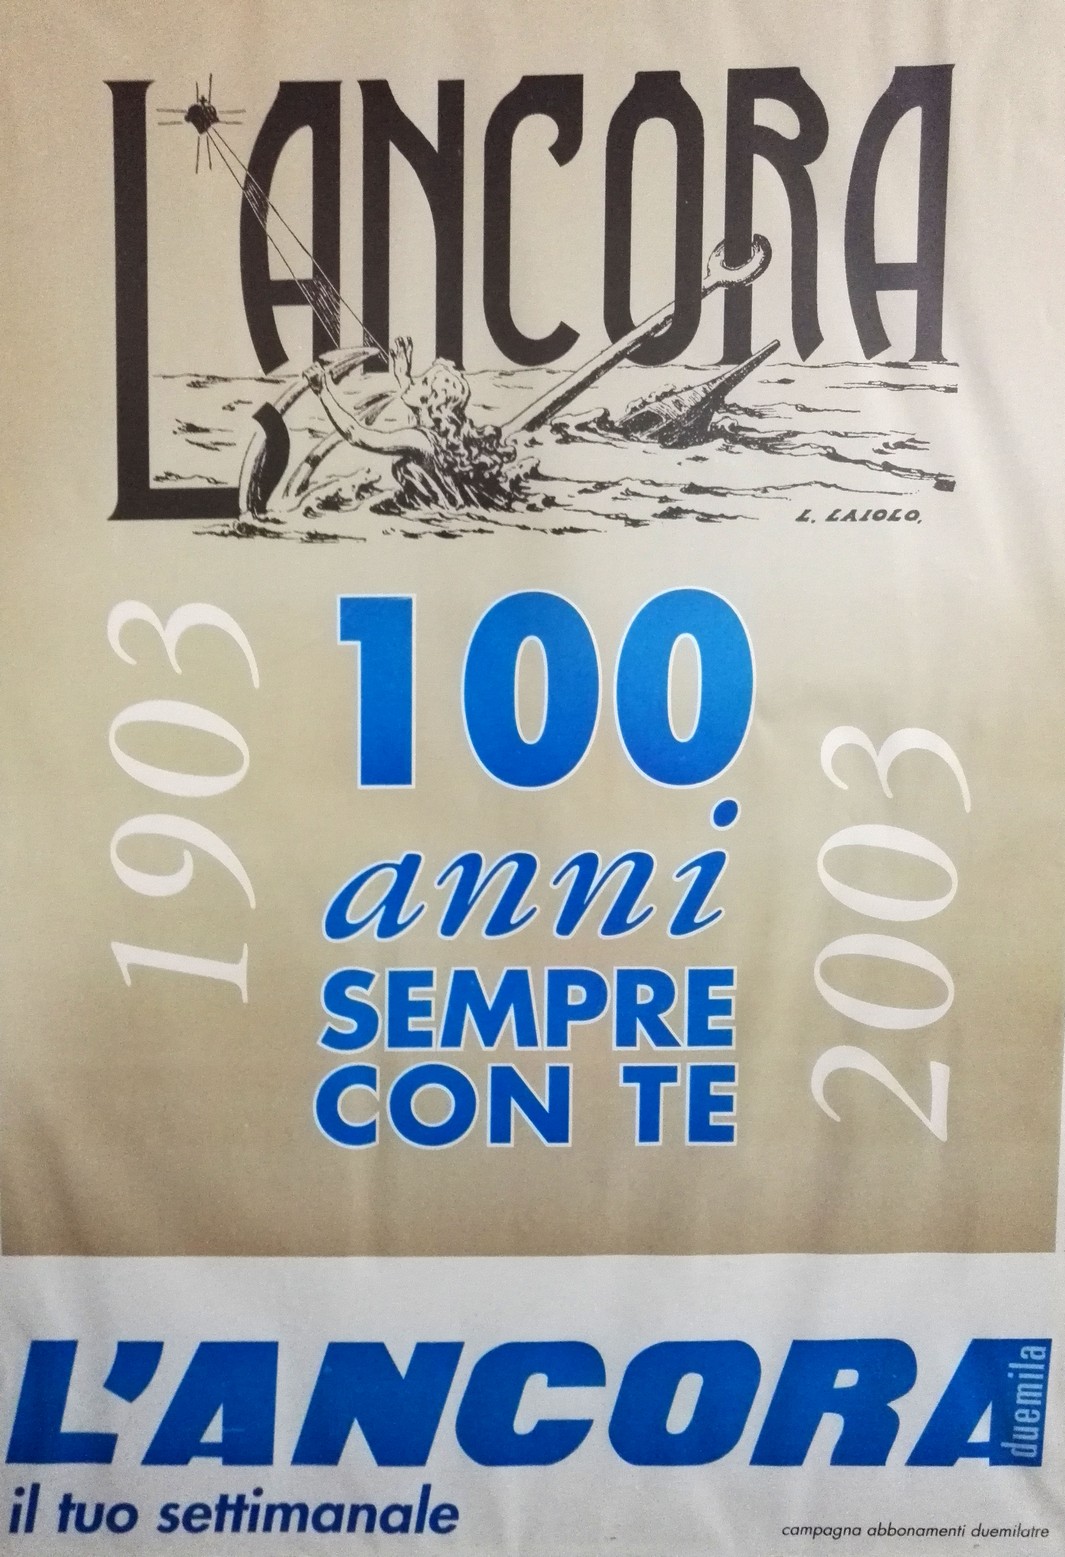 L'ANCORA
L. LAIOLO.
1903
100
anni
SEMPRE
CON TE
2003
L'ANCORA
duemila
il tuo settimanale
campagna abbonamenti duemilatre